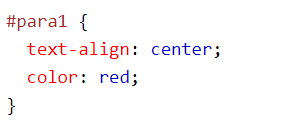 #para1 {
  text-align: center;
  color: red;
}